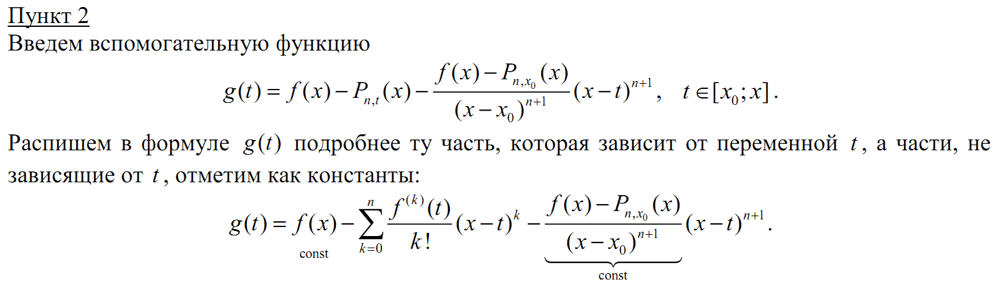 Пункт 2
Введем вспомогательную функцию
$g(t) = f(x) - P_{n,t}(x) - \frac{f(x) - P_{n,x_0}(x)}{(x - x_0)^{n+1}}(x - t)^{n+1}, \quad t \in [x_0; x].$
Распишем в формуле $g(t)$ подробнее ту часть, которая зависит от переменной $t$, а части, не
зависящие от $t$, отметим как константы:
$g(t) = \underset{\text{const}}{f(x)} - \sum_{k=0}^{n} \frac{f^{(k)}(t)}{k!}(x - t)^k - \underbrace{\frac{f(x) - P_{n,x_0}(x)}{(x - x_0)^{n+1}}}_{\text{const}}(x - t)^{n+1}.$